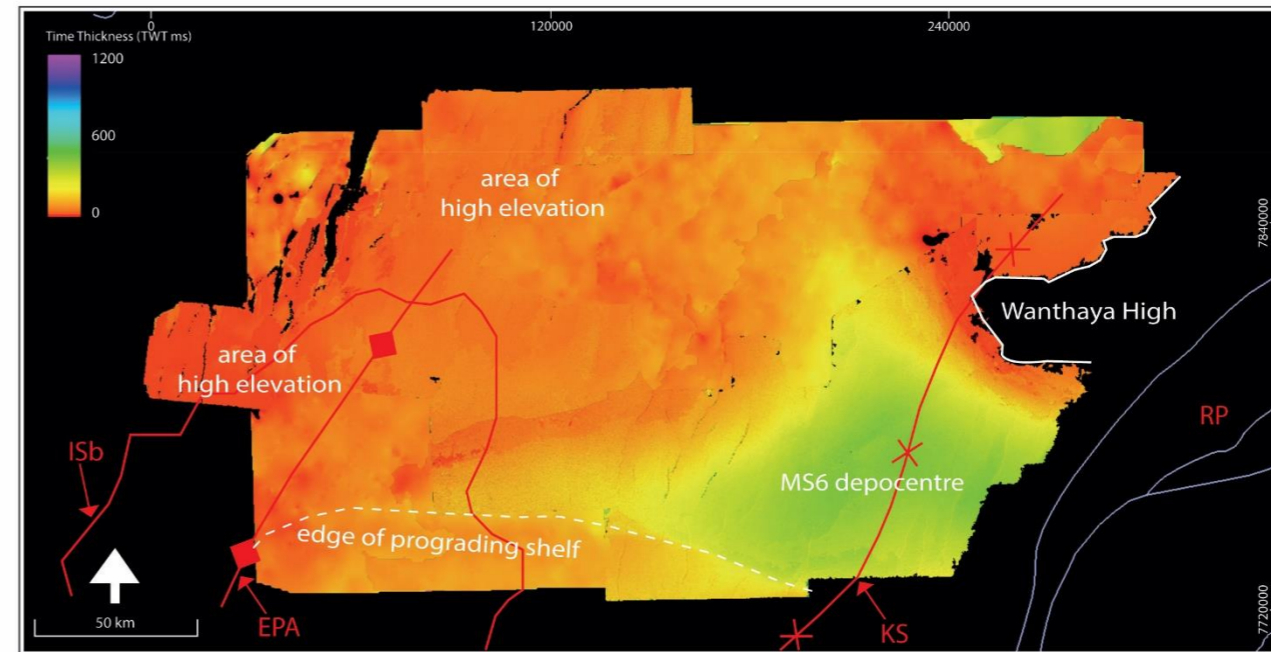 0
120000
240000
Time Thickness (TWT ms)
1200
600
0
area of
high elevation
7840000
Wanthaya High
area of
high elevation
RP
ISb
MS6 depocentre
edge of prograding shelf
7720000
50 km
EPA
KS